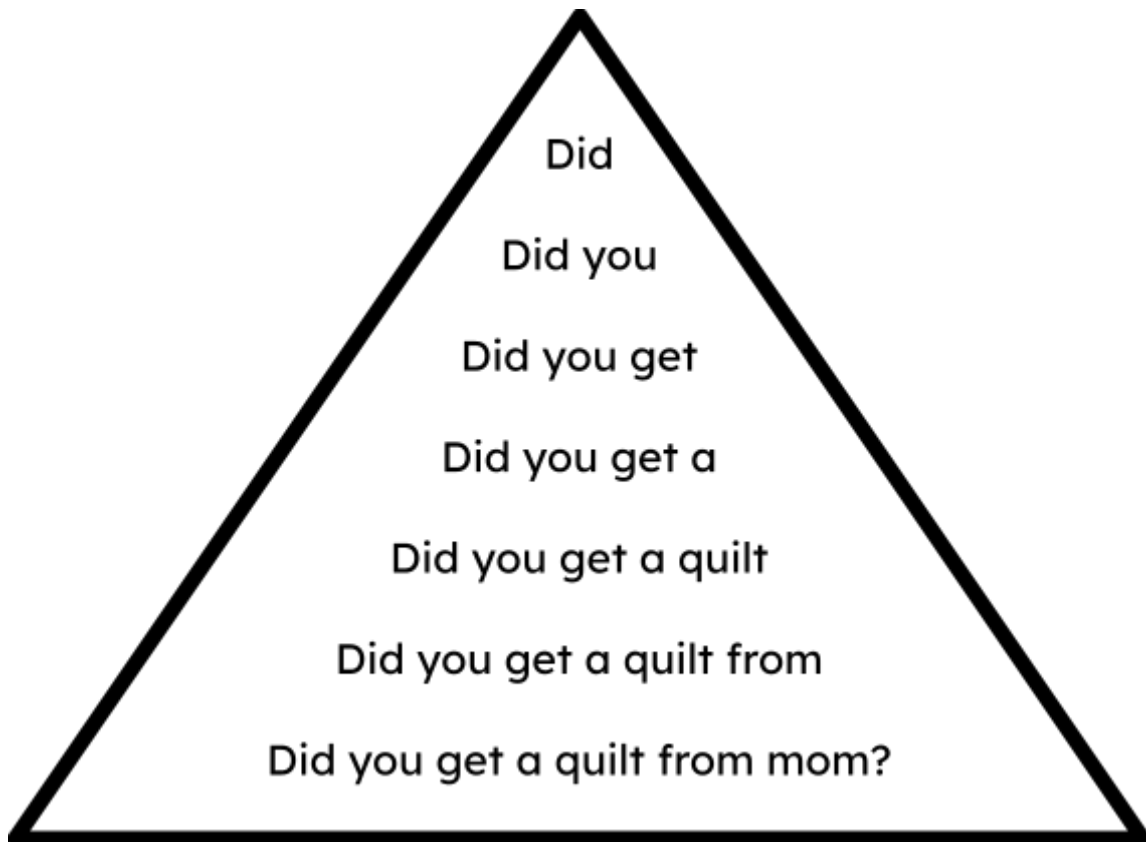 Did
Did you
Did you get
Did you get a
Did you get a quilt
Did you get a quilt from
Did you get a quilt from mom?